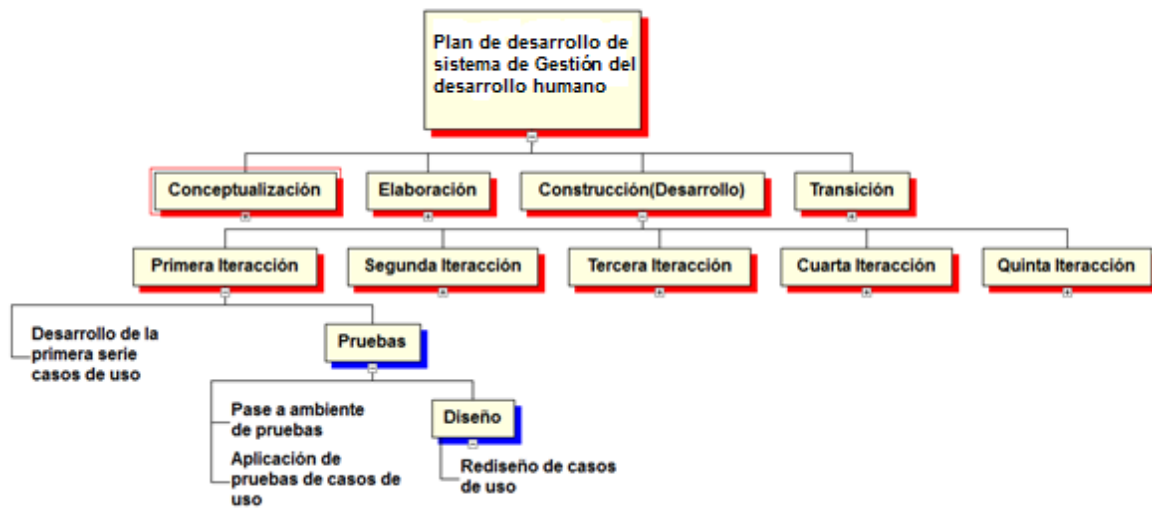 Plan de desarrollo de
sistema de Gestión del
desarrollo humano
Conceptualización
Elaboración
Construcción(Desarrollo)
Transición
Primera Iteracción
Segunda Iteracción
Tercera Iteracción
Cuarta Iteracción
Quinta Iteracción
Desarrollo de la
primera serie
casos de uso
Pruebas
Pase a ambiente
de pruebas
Aplicación de
pruebas de casos de
uso
Diseño
Rediseño de casos
de uso